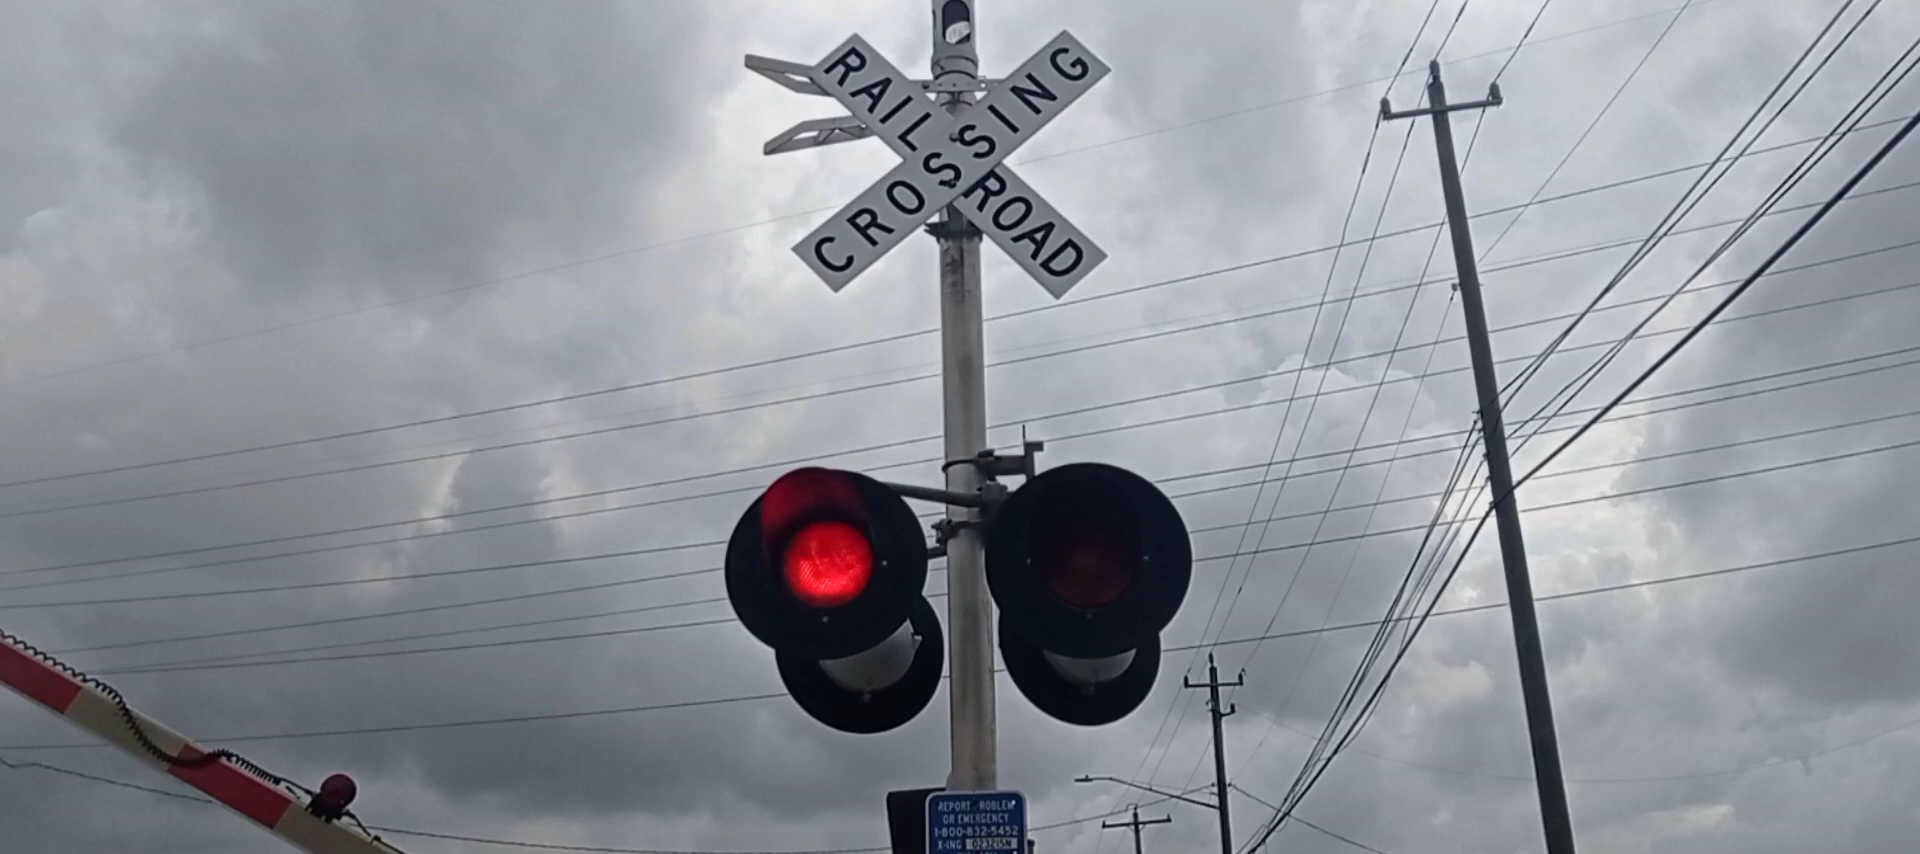 RAILROAD
CROSSING
REPORT PROBLEM
OR EMERGENCY
1-800-832-5452
X-ING 023215N